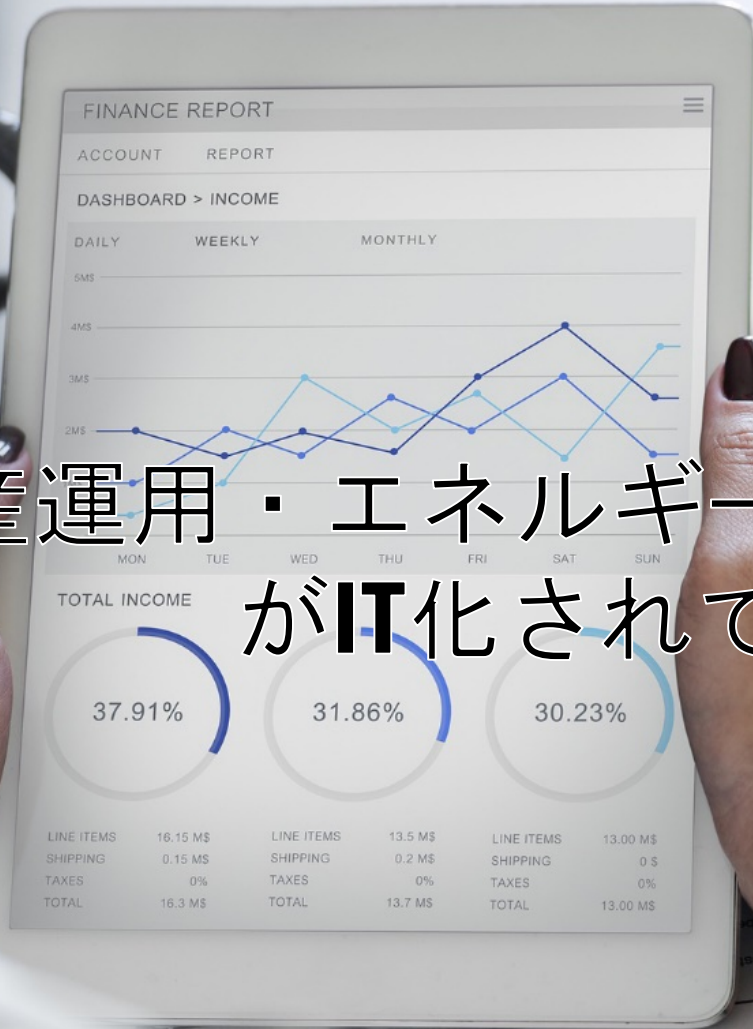 FINANCE REPORT
ACCOUNT REPORT
DASHBOARD > INCOME
DAILY WEEKLY MONTHLY
5M$
4M$
3M$
2M$
産運用・エネルギー
MON TUE WED THU FRI SAT SUN
がIT化されて
TOTAL INCOME
37.91% 31.86% 30.23%
LINE ITEMS 16.15 M$ LINE ITEMS 13.5 M$ LINE ITEMS 13.00 M$
SHIPPING 0.15 M$ SHIPPING 0.2 M$ SHIPPING 0 $
TAXES 0% TAXES 0% TAXES 0%
TOTAL 16.3 M$ TOTAL 13.7 M$ TOTAL 13.00 M$